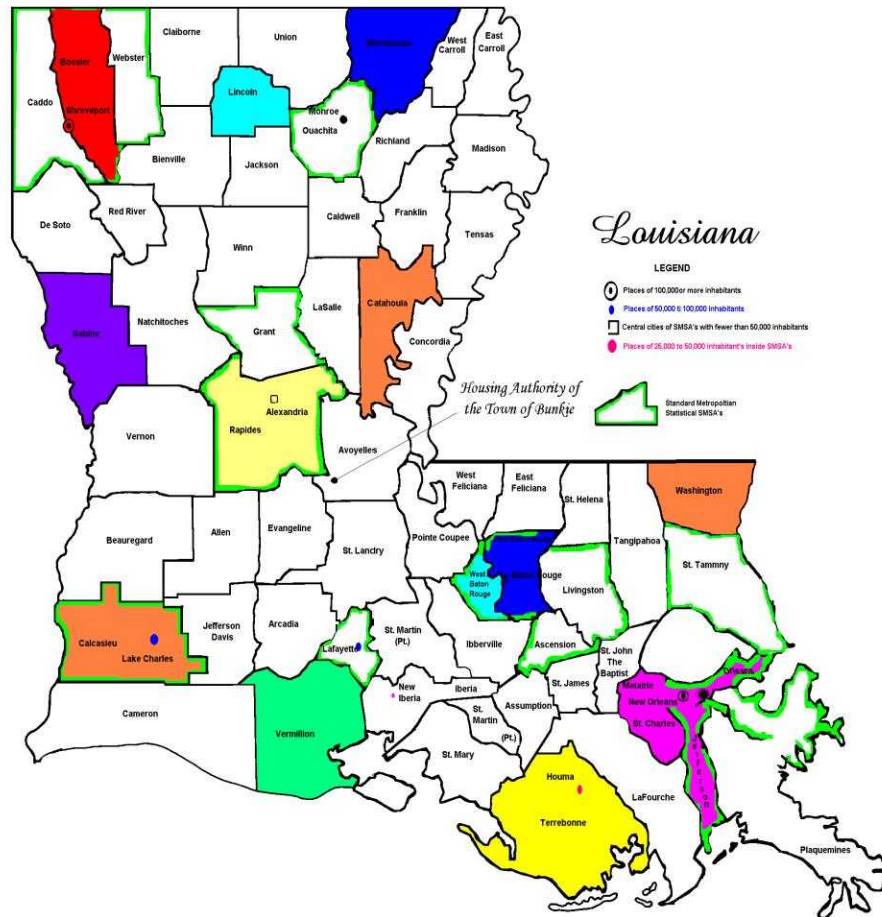 Claiborne
Union
Morehouse
West
Carroll
East
Carroll
Bossier
Webster
Lincoln
Caddo
Shreveport
Monroe
Ouachita
Richland
Madison
Bienville
Jackson
De Soto
Red River
Caldwell
Franklin
Tensas
Winn
Natchitoches
LaSalle
Catahoula
Sabine
Grant
Concordia
Louisiana
LEGEND
Places of 100,000or more inhabitants
Places of 50,000 ti 100,000 inhabitants
Central cities of SMSA's with fewer than 50,000 inhabitants
Places of 25,000 to 50,000 inhabitant's inside SMSA's
Standard Metropoltian
Statistical SMSA's
Housing Authority of
the Town of Bunkie
Alexandria
Rapides
Vernon
Avoyelles
West
Feliciana
East
Feliciana
St. Helena
Washington
Beauregard
Allen
Evangeline
St. Landry
Pointe Coupee
Tangipahoa
West
Baton
Rouge
Baton Rouge
Livingston
St. Tammny
Calcasieu
Lake Charles
Jefferson
Davis
Arcadia
Lafayette
St. Martin
(Pt.)
Ibberville
Ascension
St. John
The
Baptist
St. James
Cameron
Vermillion
New
Iberia
Iberia
St.
Martin
(Pt.)
Assumption
St. Mary
Metairie
New Orleans
Orleans
St. Charles
Jefferson
Houma
Terrebonne
LaFourche
Plaquemines